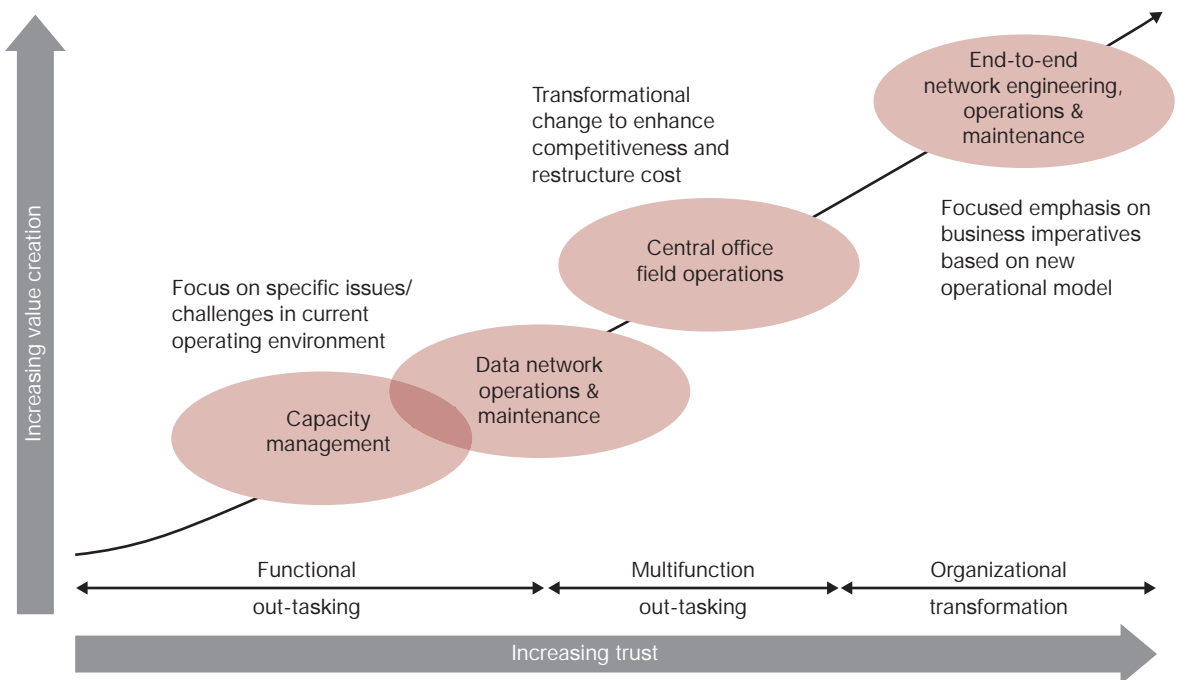 End-to-end
network engineering,
operations &
maintenance
Transformational
change to enhance
competitiveness and
restructure cost
Focused emphasis on
business imperatives
based on new
operational model
Central office
field operations
Focus on specific issues/
challenges in current
operating environment
Data network
operations &
maintenance
Capacity
management
Increasing value creation
Functional
out-tasking
Multifunction
out-tasking
Organizational
transformation
Increasing trust